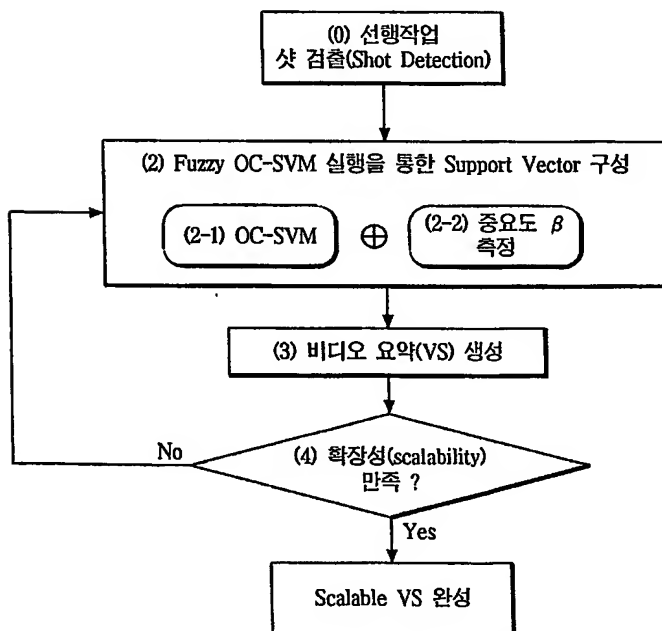 (0) 선행작업
샷 검출(Shot Detection)
(2) Fuzzy OC-SVM 실행을 통한 Support Vector 구성
(2-1) OC-SVM
⊕
(2-2) 중요도 β
측정
(3) 비디오 요약(VS) 생성
No
(4) 확장성(scalability)
만족 ?
Yes
Scalable VS 완성